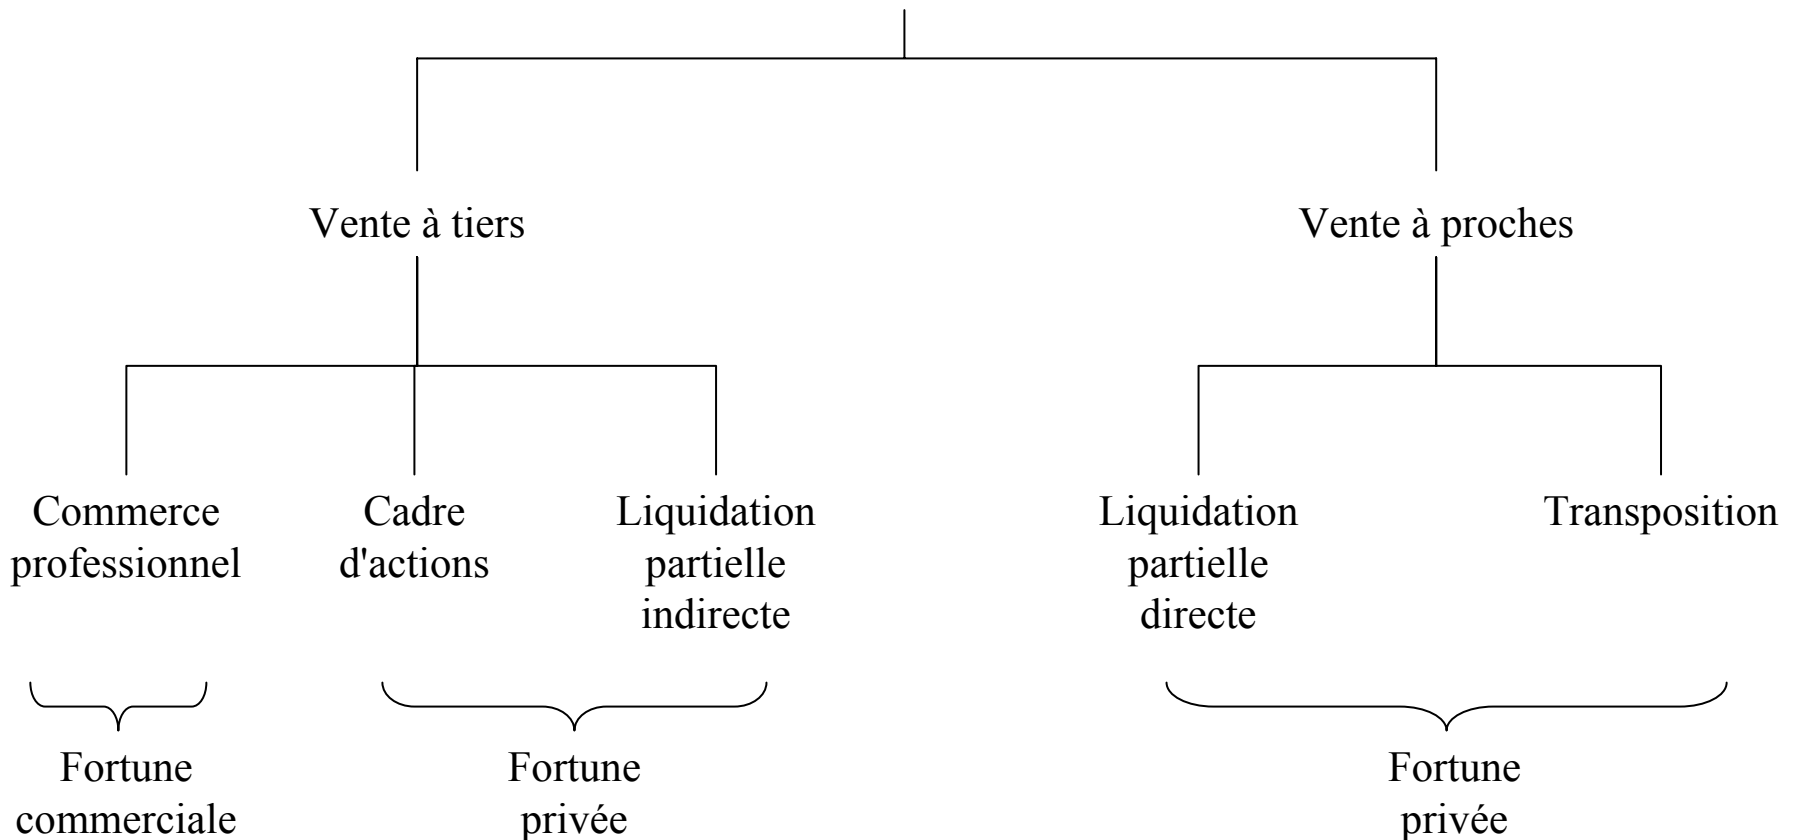 Vente à tiers
Vente à proches
Commerce
professionnel
Cadre
d'actions
Liquidation
partielle
indirecte
Liquidation
partielle
directe
Transposition
Fortune
commerciale
Fortune
privée
Fortune
privée